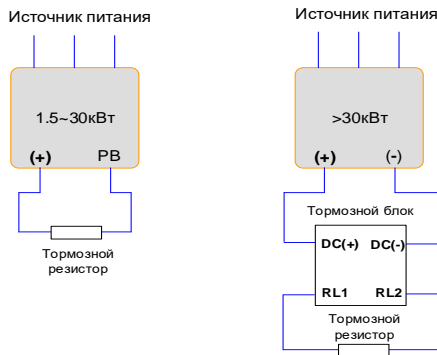 Источник питания
1.5~30кВт
(+) PB
Тормозной
резистор
Источник питания
>30кВт
(+) (-)
Тормозной блок
DC(+) DC(-)
RL1 RL2
Тормозной
резистор